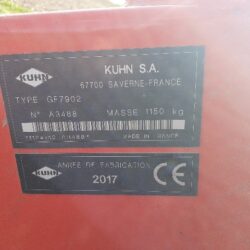 KUHN
KUHN S.A.
67700 SAVERNE-FRANCE
TYPE GF7902
N° A3488 MASSE 1150 kg
MADE IN FRANCE
KUHN
ANNEE DE FABRICATION
2017 CE